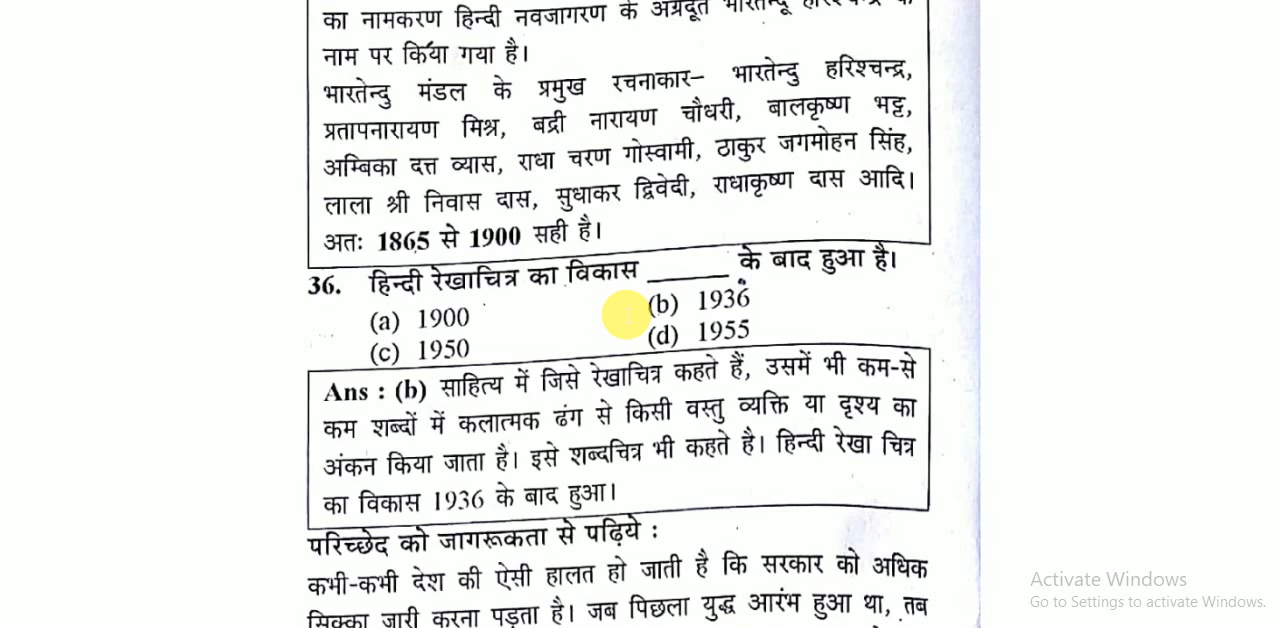 का नामकरण हिन्दी नवजागरण के अग्रदूत भारतेन्दू हरिश्चन्द्र के
नाम पर किया गया है।
भारतेन्दु मंडल के प्रमुख रचनाकार– भारतेन्दु हरिश्चन्द्र,
प्रतापनारायण मिश्र, बद्री नारायण चौधरी, बालकृष्ण भट्ट,
अम्बिका दत्त व्यास, राधा चरण गोस्वामी, ठाकुर जगमोहन सिंह,
लाला श्री निवास दास, सुधाकर द्विवेदी, राधाकृष्ण दास आदि।
अतः 1865 से 1900 सही है।
36. हिन्दी रेखाचित्र का विकास ______ के बाद हुआ है।
(a) 1900 (b) 1936
(c) 1950 (d) 1955
Ans : (b) साहित्य में जिसे रेखाचित्र कहते हैं, उसमें भी कम-से
कम शब्दों में कलात्मक ढंग से किसी वस्तु व्यक्ति या दृश्य का
अंकन किया जाता है। इसे शब्दचित्र भी कहते है। हिन्दी रेखा चित्र
का विकास 1936 के बाद हुआ।
परिच्छेद को जागरूकता से पढ़िये :
कभी-कभी देश की ऐसी हालत हो जाती है कि सरकार को अधिक
सिक्का जारी करना पड़ता है। जब पिछला युद्ध आरंभ हुआ था, तब
Activate Windows
Go to Settings to activate Windows.